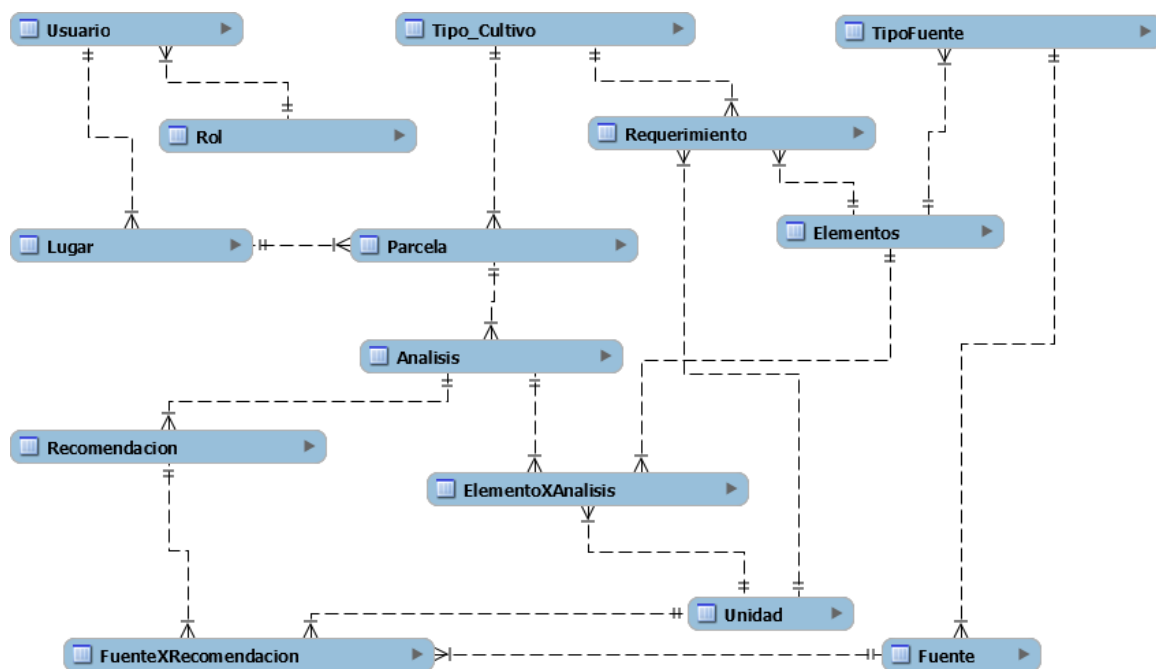 Usuario
Tipo_Cultivo
TipoFuente
Rol
Requerimiento
Lugar
Parcela
Elementos
Analisis
Recomendacion
ElementoXAnalisis
Unidad
FuenteXRecomendacion
Fuente